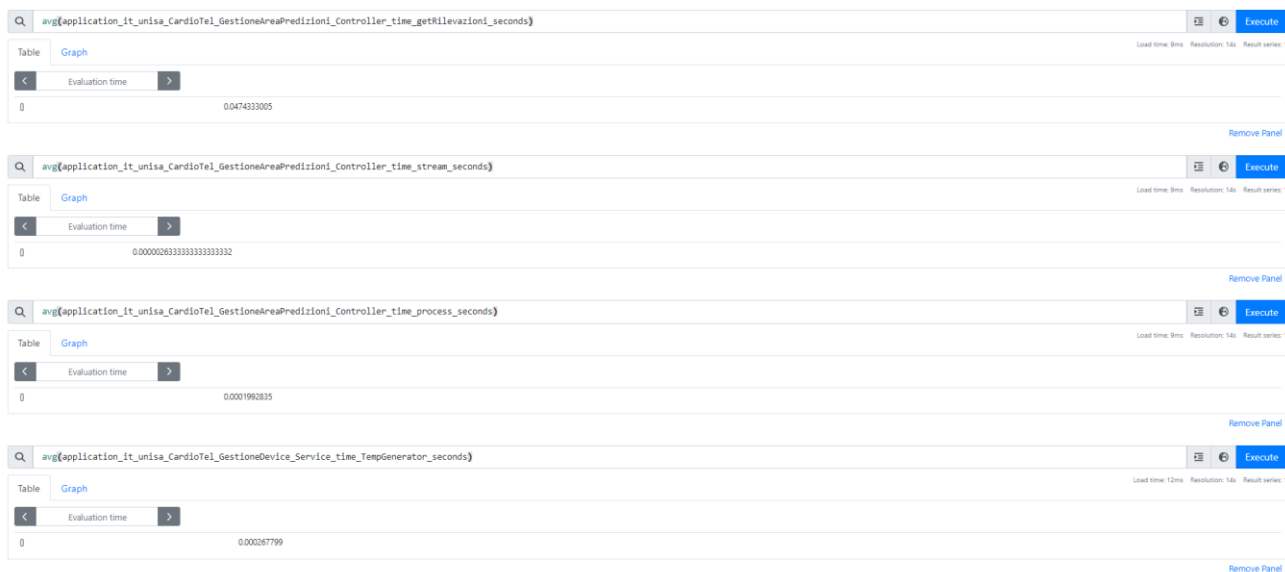 avg(application_it_unisa_CardioTel_GestioneAreaPredizioni_Controller_time_getRilevazioni_seconds) Execute
Load time: 9ms Resolution: 14s Result series:
Table Graph
< Evaluation time >
{} 0.0474333005
Remove Panel
avg(application_it_unisa_CardioTel_GestioneAreaPredizioni_Controller_time_stream_seconds) Execute
Load time: 9ms Resolution: 14s Result series:
Table Graph
< Evaluation time >
{} 0.0000026333333333333332
Remove Panel
avg(application_it_unisa_CardioTel_GestioneAreaPredizioni_Controller_time_process_seconds) Execute
Load time: 9ms Resolution: 14s Result series:
Table Graph
< Evaluation time >
{} 0.0001992835
Remove Panel
avg(application_it_unisa_CardioTel_GestioneDevice_Service_time_TempGenerator_seconds) Execute
Load time: 12ms Resolution: 14s Result series:
Table Graph
< Evaluation time >
{} 0.000267799
Remove Panel